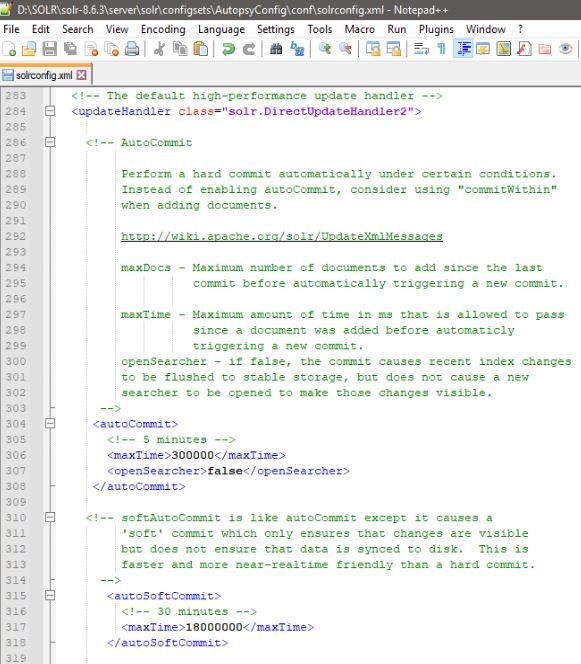 D:\SOLR\solr-8.6.3\server\solr\configsets\AutopsyConfig\conf\solrconfig.xml - Notepad++
File Edit Search View Encoding Language Settings Tools Macro Run Plugins Window ?
solrconfig.xml
283 <!-- The default high-performance update handler -->
284 <updateHandler class="solr.DirectUpdateHandler2">
285
286 <!-- AutoCommit
287
288 Perform a hard commit automatically under certain conditions.
289 Instead of enabling autoCommit, consider using "commitWithin"
290 when adding documents.
291
292 http://wiki.apache.org/solr/UpdateXmlMessages
293
294 maxDocs - Maximum number of documents to add since the last
295 commit before automatically triggering a new commit.
296
297 maxTime - Maximum amount of time in ms that is allowed to pass
298 since a document was added before automaticly
299 triggering a new commit.
300 openSearcher - if false, the commit causes recent index changes
301 to be flushed to stable storage, but does not cause a new
302 searcher to be opened to make those changes visible.
303 -->
304 <autoCommit>
305 <!-- 5 minutes -->
306 <maxTime>300000</maxTime>
307 <openSearcher>false</openSearcher>
308 </autoCommit>
309
310 <!-- softAutoCommit is like autoCommit except it causes a
311 'soft' commit which only ensures that changes are visible
312 but does not ensure that data is synced to disk. This is
313 faster and more near-realtime friendly than a hard commit.
314 -->
315 <autoSoftCommit>
316 <!-- 30 minutes -->
317 <maxTime>18000000</maxTime>
318 </autoSoftCommit>
319